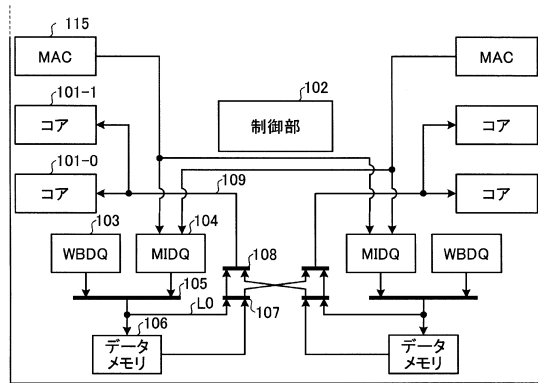 115
MAC
MAC
101-1
コア
102
制御部
コア
101-0
コア
109
コア
103
WBDQ
104
MIDQ
108
MIDQ
WBDQ
105
L0
107
106
データ
メモリ
データ
メモリ